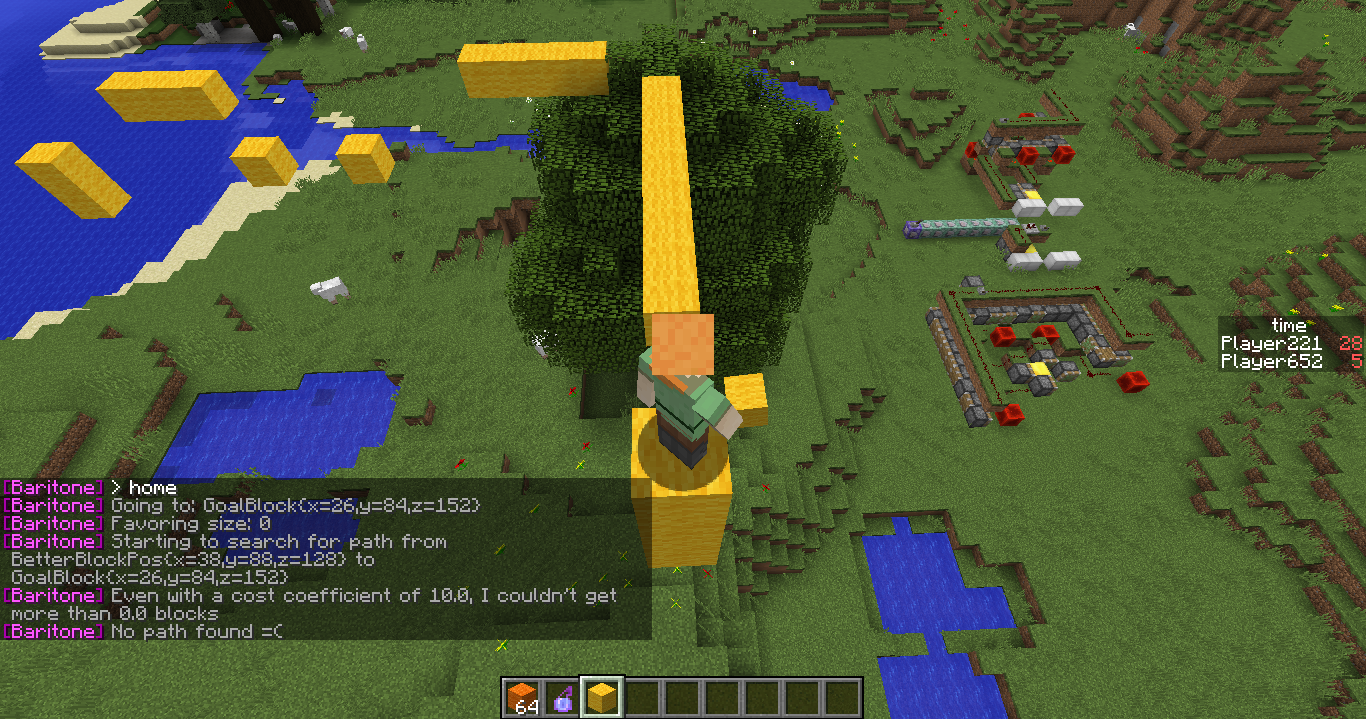 [Baritone] > home
[Baritone] Going to: GoalBlock{x=26,y=84,z=152}
[Baritone] Favoring size: 0
[Baritone] Starting to search for path from
BetterBlockPos{x=38,y=88,z=128} to
GoalBlock{x=26,y=84,z=152}
[Baritone] Even with a cost coefficient of 10.0, I couldn't get
more than 0.0 blocks
[Baritone] No path found =(
time
Player221 28
Player652 5
64